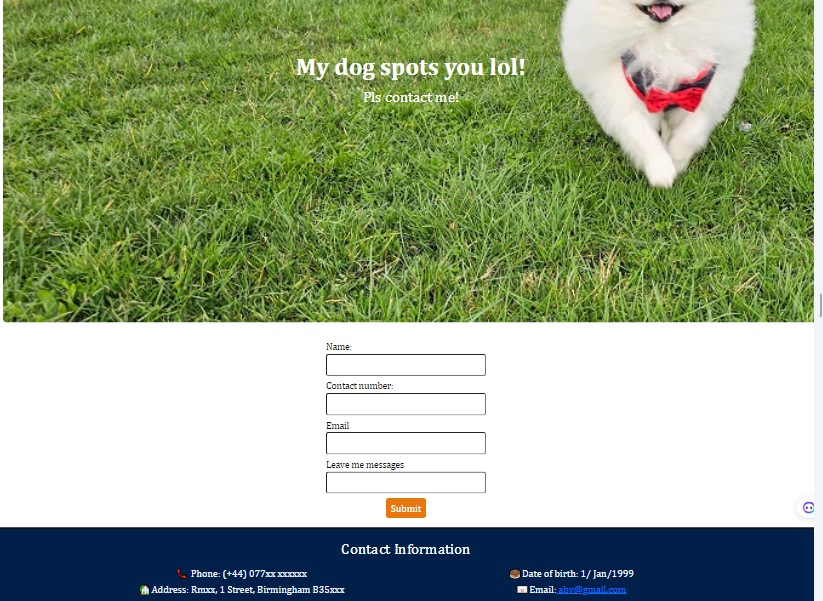 My dog spots you lol!
Pls contact me!
Name:
Contact number:
Email
Leave me messages
Submit
Contact Information
Phone: (+44) 077xx xxxxxx
Date of birth: 1/ Jan/1999
Address: Rmxx, 1 Street, Birmingham B35xxx
Email: abv@gmail.com